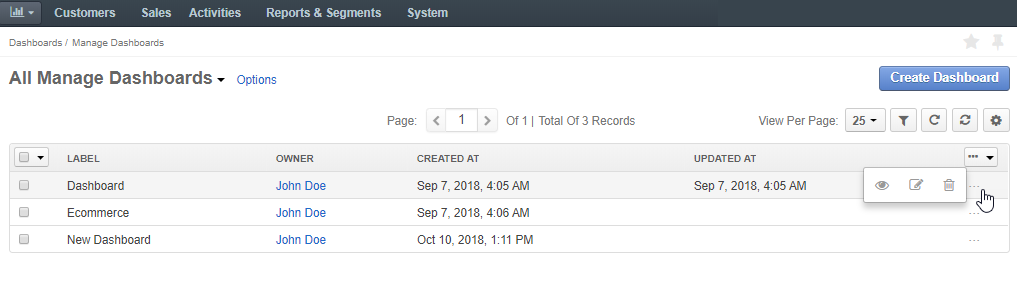 Customers Sales Activities Reports & Segments System
Dashboards / Manage Dashboards
All Manage Dashboards Options Create Dashboard
Page: 1 Of 1 | Total Of 3 Records View Per Page: 25
LABEL OWNER CREATED AT UPDATED AT
Dashboard John Doe Sep 7, 2018, 4:05 AM Sep 7, 2018, 4:05 AM
Ecommerce John Doe Sep 7, 2018, 4:06 AM
New Dashboard John Doe Oct 10, 2018, 1:11 PM